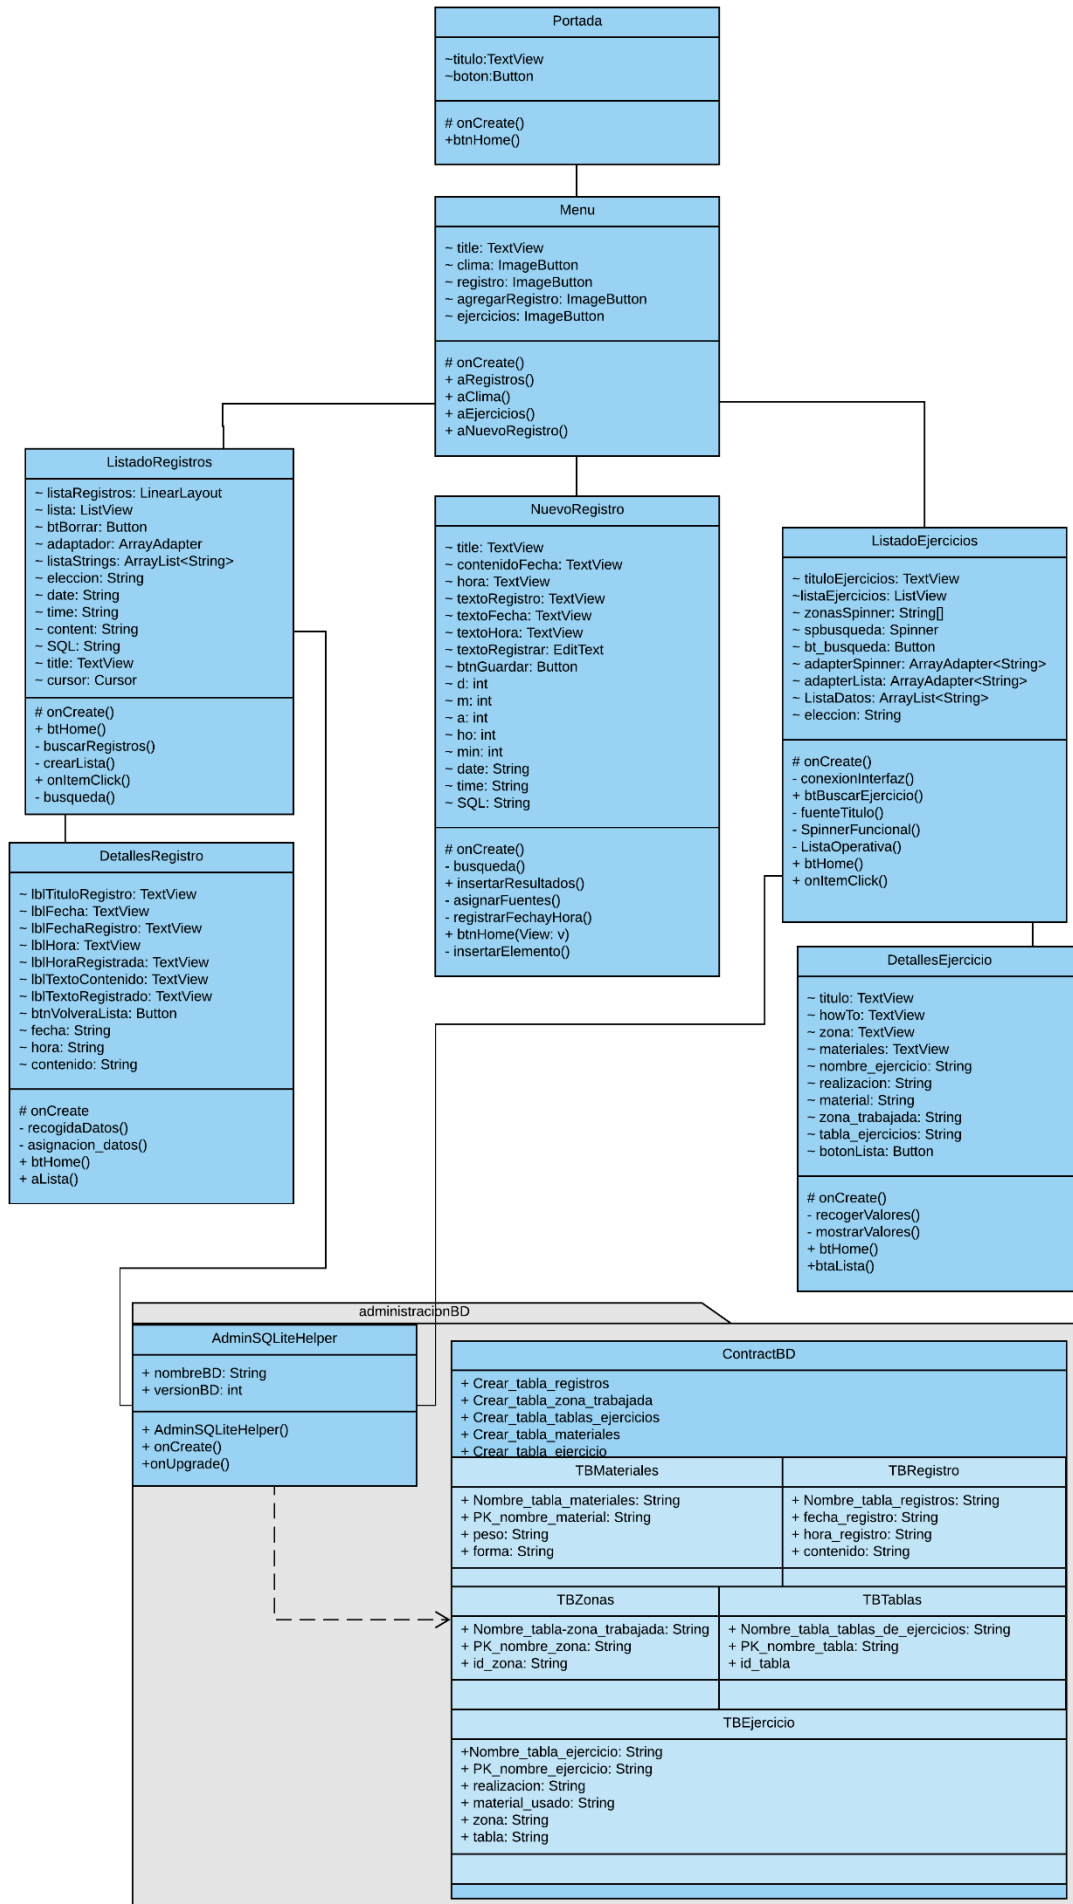 Portada
~titulo:TextView
~boton:Button
# onCreate()
+btnHome()
Menu
~ title: TextView
~ clima: ImageButton
~ registro: ImageButton
~ agregarRegistro: ImageButton
~ ejercicios: ImageButton
# onCreate()
+ aRegistros()
+ aClima()
+ aEjercicios()
+ aNuevoRegistro()
ListadoRegistros
~ listaRegistros: LinearLayout
~ lista: ListView
~ btBorrar: Button
~ adaptador: ArrayAdapter
~ listaStrings: ArrayList<String>
~ eleccion: String
~ date: String
~ time: String
~ content: String
~ SQL: String
~ title: TextView
~ cursor: Cursor
# onCreate()
+ btHome()
- buscarRegistros()
- crearLista()
+ onItemClick()
- busqueda()
NuevoRegistro
~ title: TextView
~ contenidoFecha: TextView
~ hora: TextView
~ textoRegistro: TextView
~ textoFecha: TextView
~ textoHora: TextView
~ textoRegistrar: EditText
~ btnGuardar: Button
~ d: int
~ m: int
~ a: int
~ ho: int
~ min: int
~ date: String
~ time: String
~ SQL: String
# onCreate()
- busqueda()
+ insertarResultados()
- asignarFuentes()
- registrarFechayHora()
+ btnHome(View: v)
- insertarElemento()
ListadoEjercicios
~ tituloEjercicios: TextView
~listaEjercicios: ListView
~ zonasSpinner: String[]
~ spbusqueda: Spinner
~ bt_busqueda: Button
~ adapterSpinner: ArrayAdapter<String>
~ adapterLista: ArrayAdapter<String>
~ ListaDatos: ArrayList<String>
~ eleccion: String
# onCreate()
- conexionInterfaz()
+ btBuscarEjercicio()
- fuenteTitulo()
- SpinnerFuncional()
- ListaOperativa()
+ btHome()
+ onItemClick()
DetallesRegistro
~ lblTituloRegistro: TextView
~ lblFecha: TextView
~ lblFechaRegistro: TextView
~ lblHora: TextView
~ lblHoraRegistrada: TextView
~ lblTextoContenido: TextView
~ lblTextoRegistrado: TextView
~ btnVolveraLista: Button
~ fecha: String
~ hora: String
~ contenido: String
# onCreate
- recogidaDatos()
- asignacion_datos()
+ btHome()
+ aLista()
DetallesEjercicio
~ titulo: TextView
~ howTo: TextView
~ zona: TextView
~ materiales: TextView
~ nombre_ejercicio: String
~ realizacion: String
~ material: String
~ zona_trabajada: String
~ tabla_ejercicios: String
~ botonLista: Button
# onCreate()
- recogerValores()
- mostrarValores()
+ btHome()
+btaLista()
administracionBD
AdminSQLiteHelper
+ nombreBD: String
+ versionBD: int
+ AdminSQLiteHelper()
+ onCreate()
+onUpgrade()
ContractBD
+ Crear_tabla_registros
+ Crear_tabla_zona_trabajada
+ Crear_tabla_tablas_ejercicios
+ Crear_tabla_materiales
+ Crear_tabla_ejercicio
TBMateriales
+ Nombre_tabla_materiales: String
+ PK_nombre_material: String
+ peso: String
+ forma: String
TBRegistro
+ Nombre_tabla_registros: String
+ fecha_registro: String
+ hora_registro: String
+ contenido: String
TBZonas
+ Nombre_tabla-zona_trabajada: String
+ PK_nombre_zona: String
+ id_zona: String
TBTablas
+ Nombre_tabla_tablas_de_ejercicios: String
+ PK_nombre_tabla: String
+ id_tabla
TBEjercicio
+Nombre_tabla_ejercicio: String
+ PK_nombre_ejercicio: String
+ realizacion: String
+ material_usado: String
+ zona: String
+ tabla: String